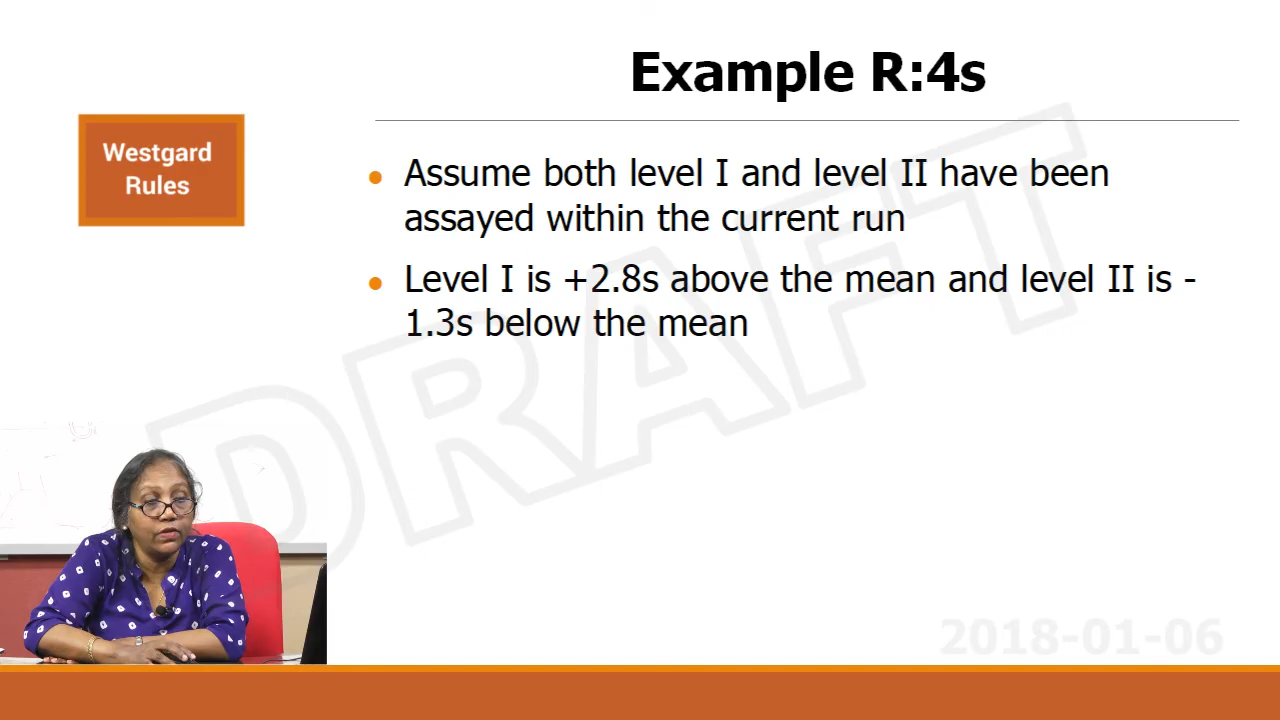 Example R:4s
Westgard
Rules
Assume both level I and level II have been
assayed within the current run
Level I is +2.8s above the mean and level II is -
1.3s below the mean
DRAFT
2018-01-06